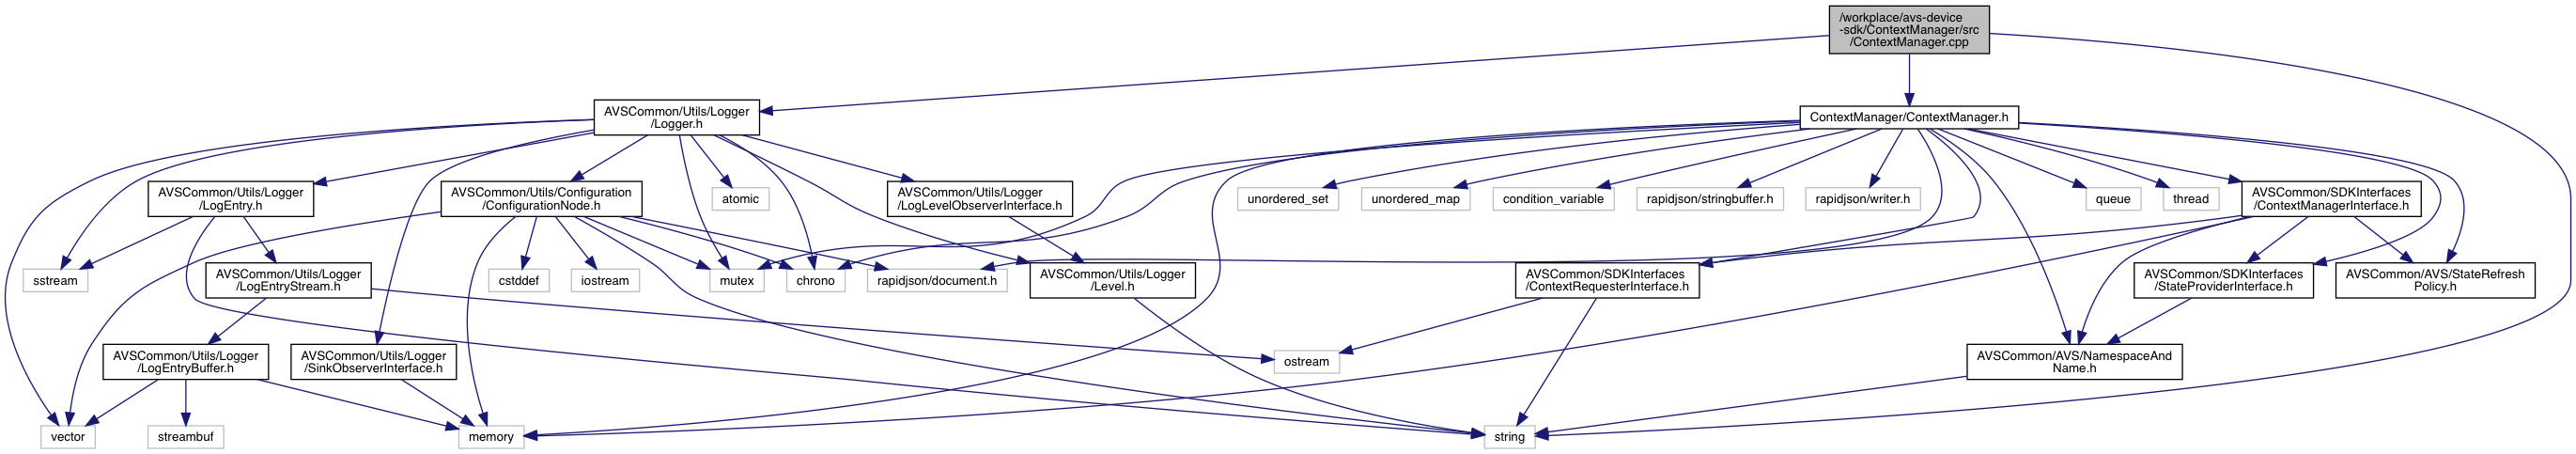 /workplace/avs-device
-sdk/ContextManager/src
/ContextManager.cpp
AVSCommon/Utils/Logger
/Logger.h
ContextManager/ContextManager.h
AVSCommon/Utils/Logger
/LogEntry.h
AVSCommon/Utils/Configuration
/ConfigurationNode.h
atomic
AVSCommon/Utils/Logger
/LogLevelObserverInterface.h
unordered_set
unordered_map
condition_variable
rapidjson/stringbuffer.h
rapidjson/writer.h
queue
thread
AVSCommon/SDKInterfaces
/ContextManagerInterface.h
sstream
AVSCommon/Utils/Logger
/LogEntryStream.h
cstddef
iostream
mutex
chrono
rapidjson/document.h
AVSCommon/Utils/Logger
/Level.h
AVSCommon/SDKInterfaces
/ContextRequesterInterface.h
AVSCommon/SDKInterfaces
/StateProviderInterface.h
AVSCommon/AVS/StateRefresh
Policy.h
AVSCommon/Utils/Logger
/LogEntryBuffer.h
AVSCommon/Utils/Logger
/SinkObserverInterface.h
ostream
AVSCommon/AVS/NamespaceAnd
Name.h
vector
streambuf
memory
string